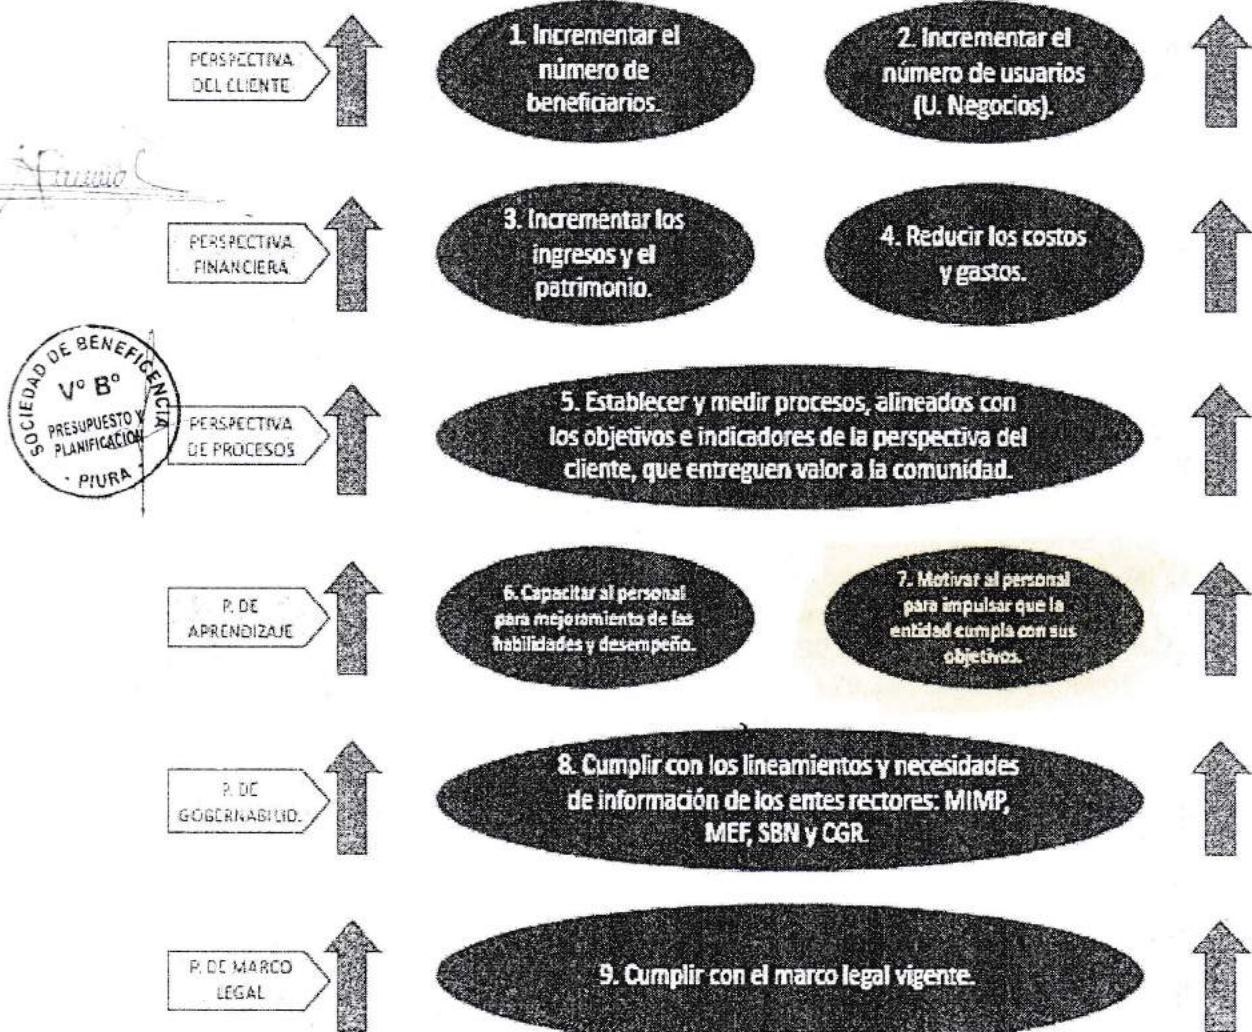 PERSPECTIVA
DEL CLIENTE
1. Incrementar el
número de
beneficiarios.
2. Incrementar el
número de usuarios
(U. Negocios).
PERSPECTIVA
FINANCIERA
3. Incrementar los
ingresos y el
patrimonio.
4. Reducir los costos
y gastos.
SOCIEDAD DE BENEFICENCIA
Vº Bº
PRESUPUESTO Y
PLANIFICACIÓN
PIURA
PERSPECTIVA
DE PROCESOS
5. Establecer y medir procesos, alineados con
los objetivos e indicadores de la perspectiva del
cliente, que entreguen valor a la comunidad.
P. DE
APRENDIZAJE
6. Capacitar al personal
para mejoramiento de las
habilidades y desempeño.
7. Motivar al personal
para impulsar que la
entidad cumpla con sus
objetivos.
P. DE
GOBERNABILID.
8. Cumplir con los lineamientos y necesidades
de información de los entes rectores: MIMP,
MEF, SBN y CGR.
P. DE MARCO
LEGAL
9. Cumplir con el marco legal vigente.